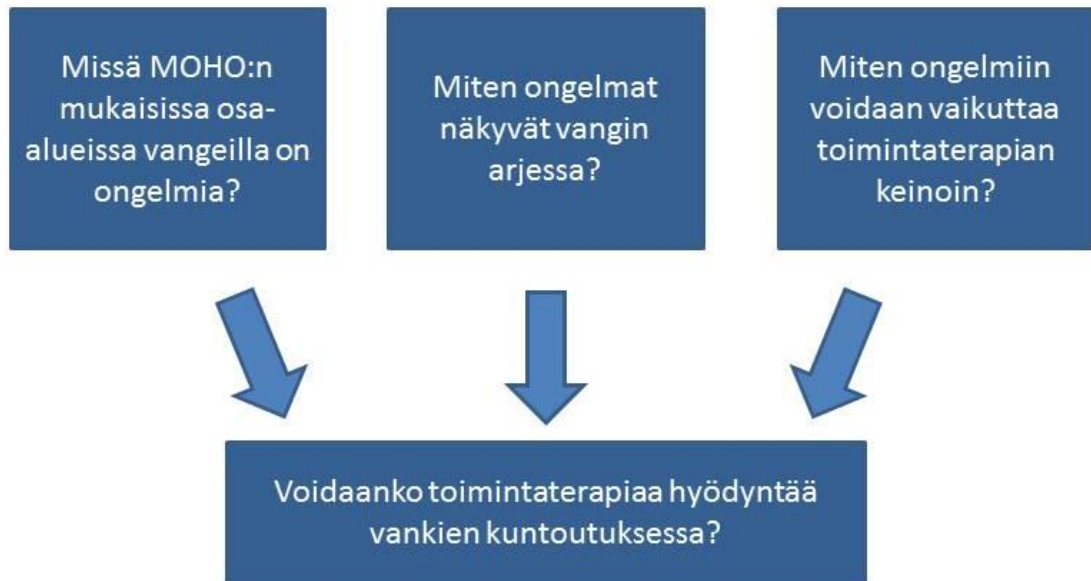 Missä MOHO:n
mukaisissa osa-
alueissa vangeilla on
ongelmia?
Miten ongelmat
näkyvät vangin
arjessa?
Miten ongelmiin
voidaan vaikuttaa
toimintaterapian
keinoin?
Voidaanko toimintaterapiaa hyödyntää
vankien kuntoutuksessa?